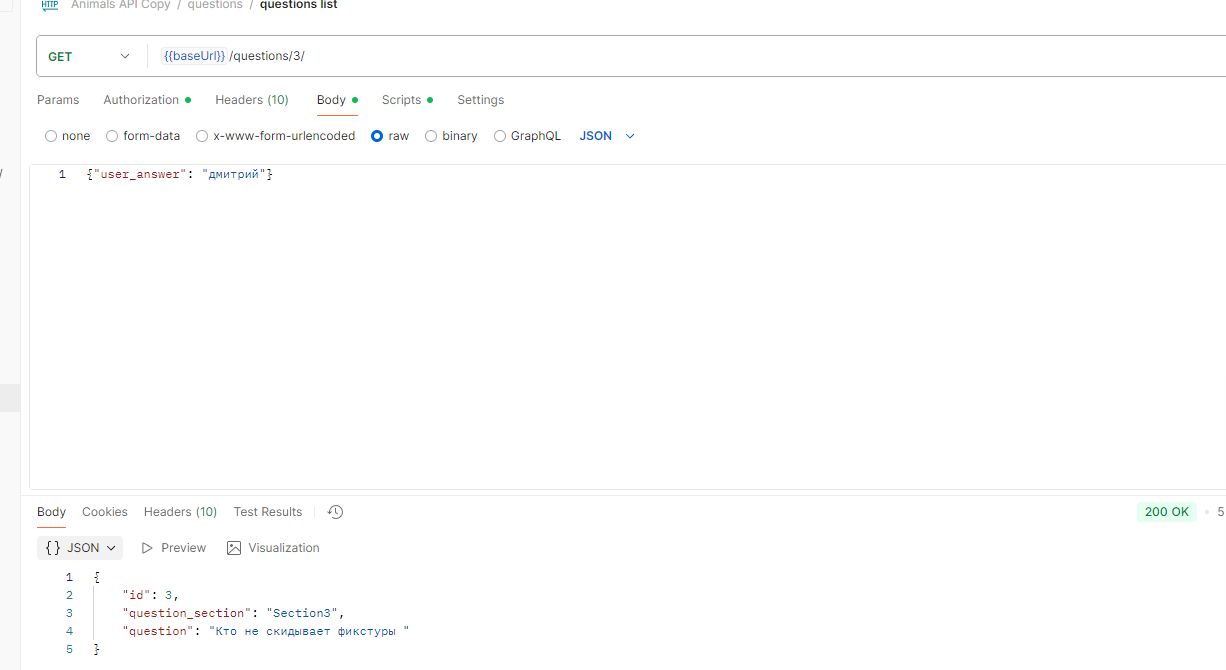 HTTP Animals API Copy / questions / questions list
GET {{baseUrl}} /questions/3/
Params Authorization Headers (10) Body Scripts Settings
none form-data x-www-form-urlencoded raw binary GraphQL JSON
1 {"user_answer": "дмитрий"}
Body Cookies Headers (10) Test Results 200 OK 5
{} JSON Preview Visualization
1 {
2 "id": 3,
3 "question_section": "Section3",
4 "question": "Кто не скидывает фикстуры "
5 }